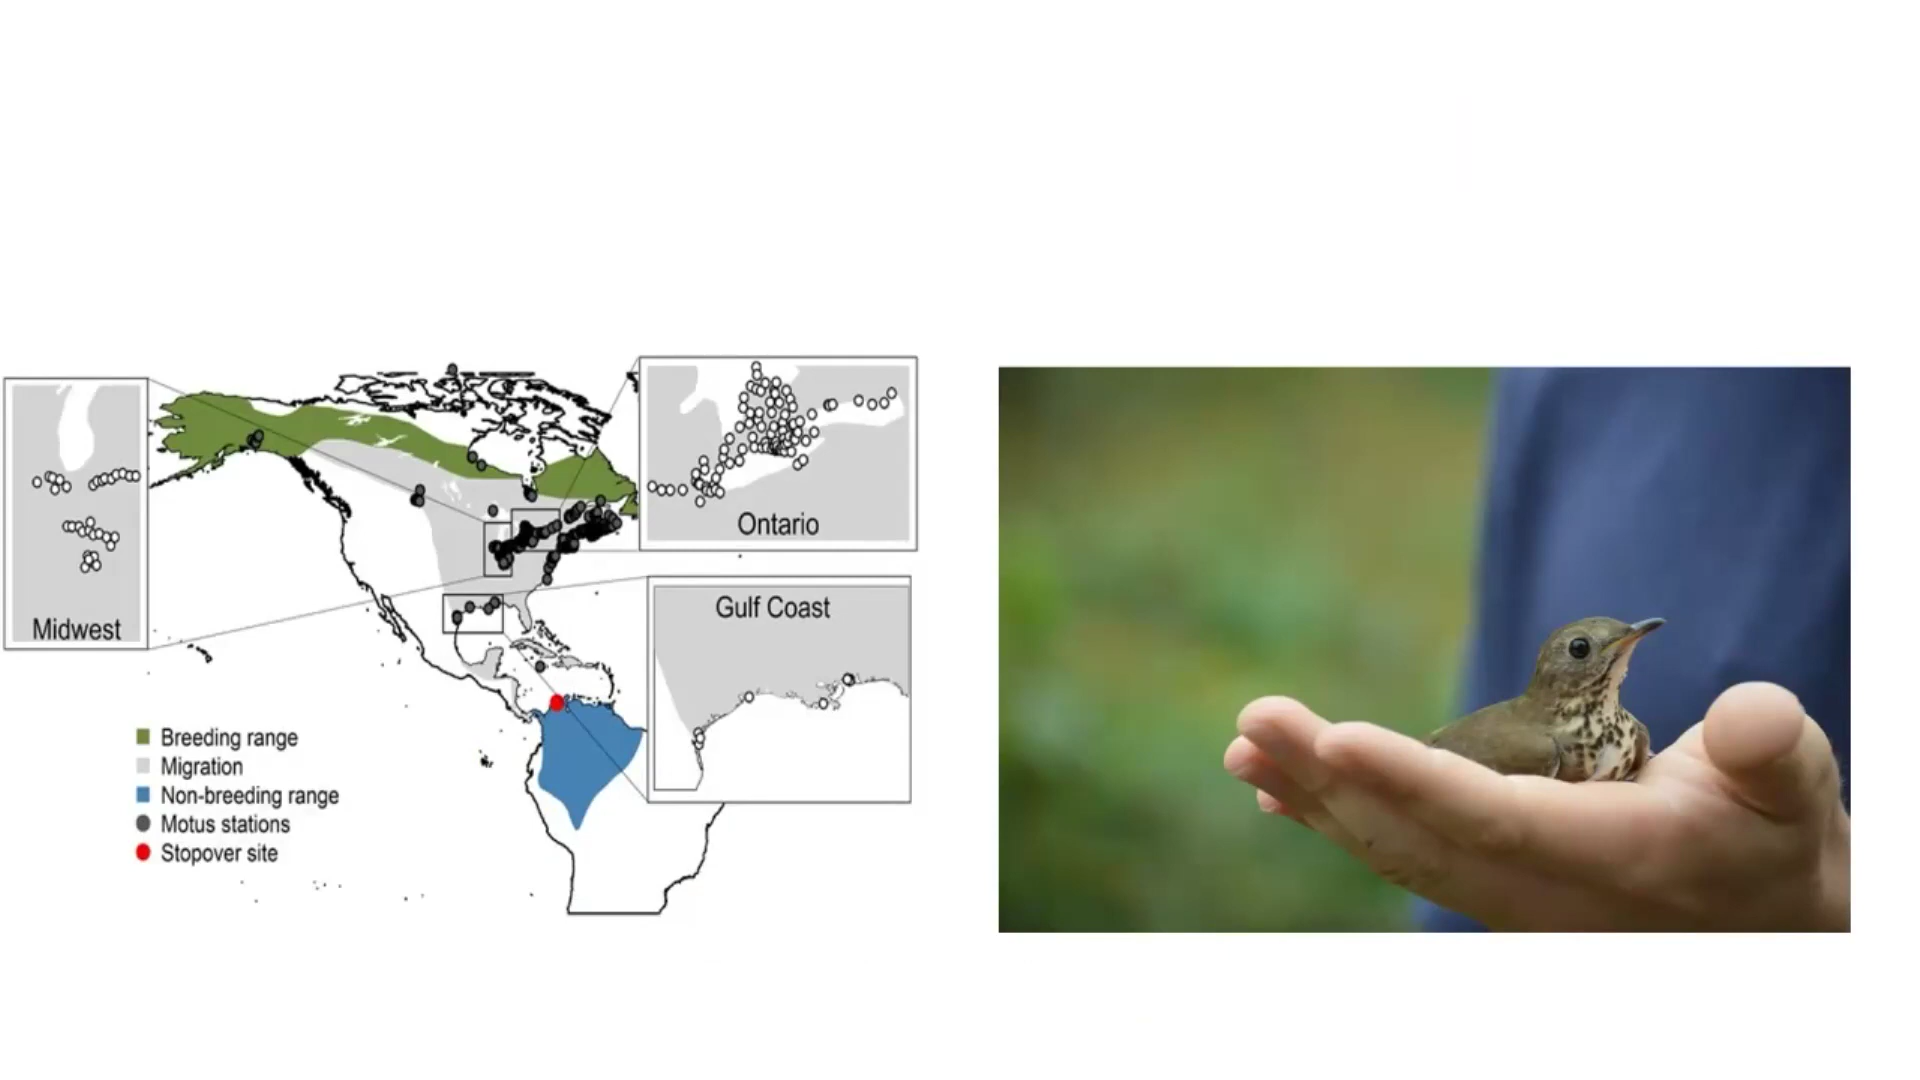 Midwest
Ontario
Gulf Coast
Breeding range
Migration
Non-breeding range
Motus stations
Stopover site